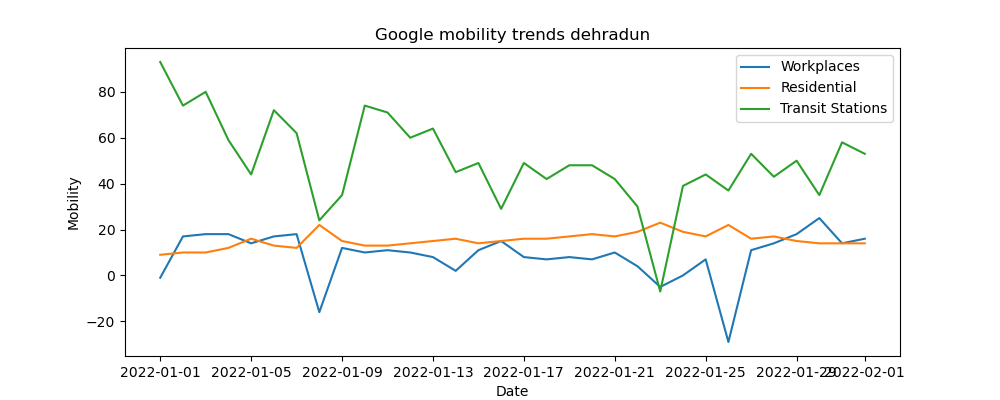 Google mobility trends dehradun
Workplaces
Residential
Transit Stations
80
60
40
20
0
−20
Mobility
2022-01-01 2022-01-05 2022-01-09 2022-01-13 2022-01-17 2022-01-21 2022-01-25 2022-01-29 2022-02-01
Date